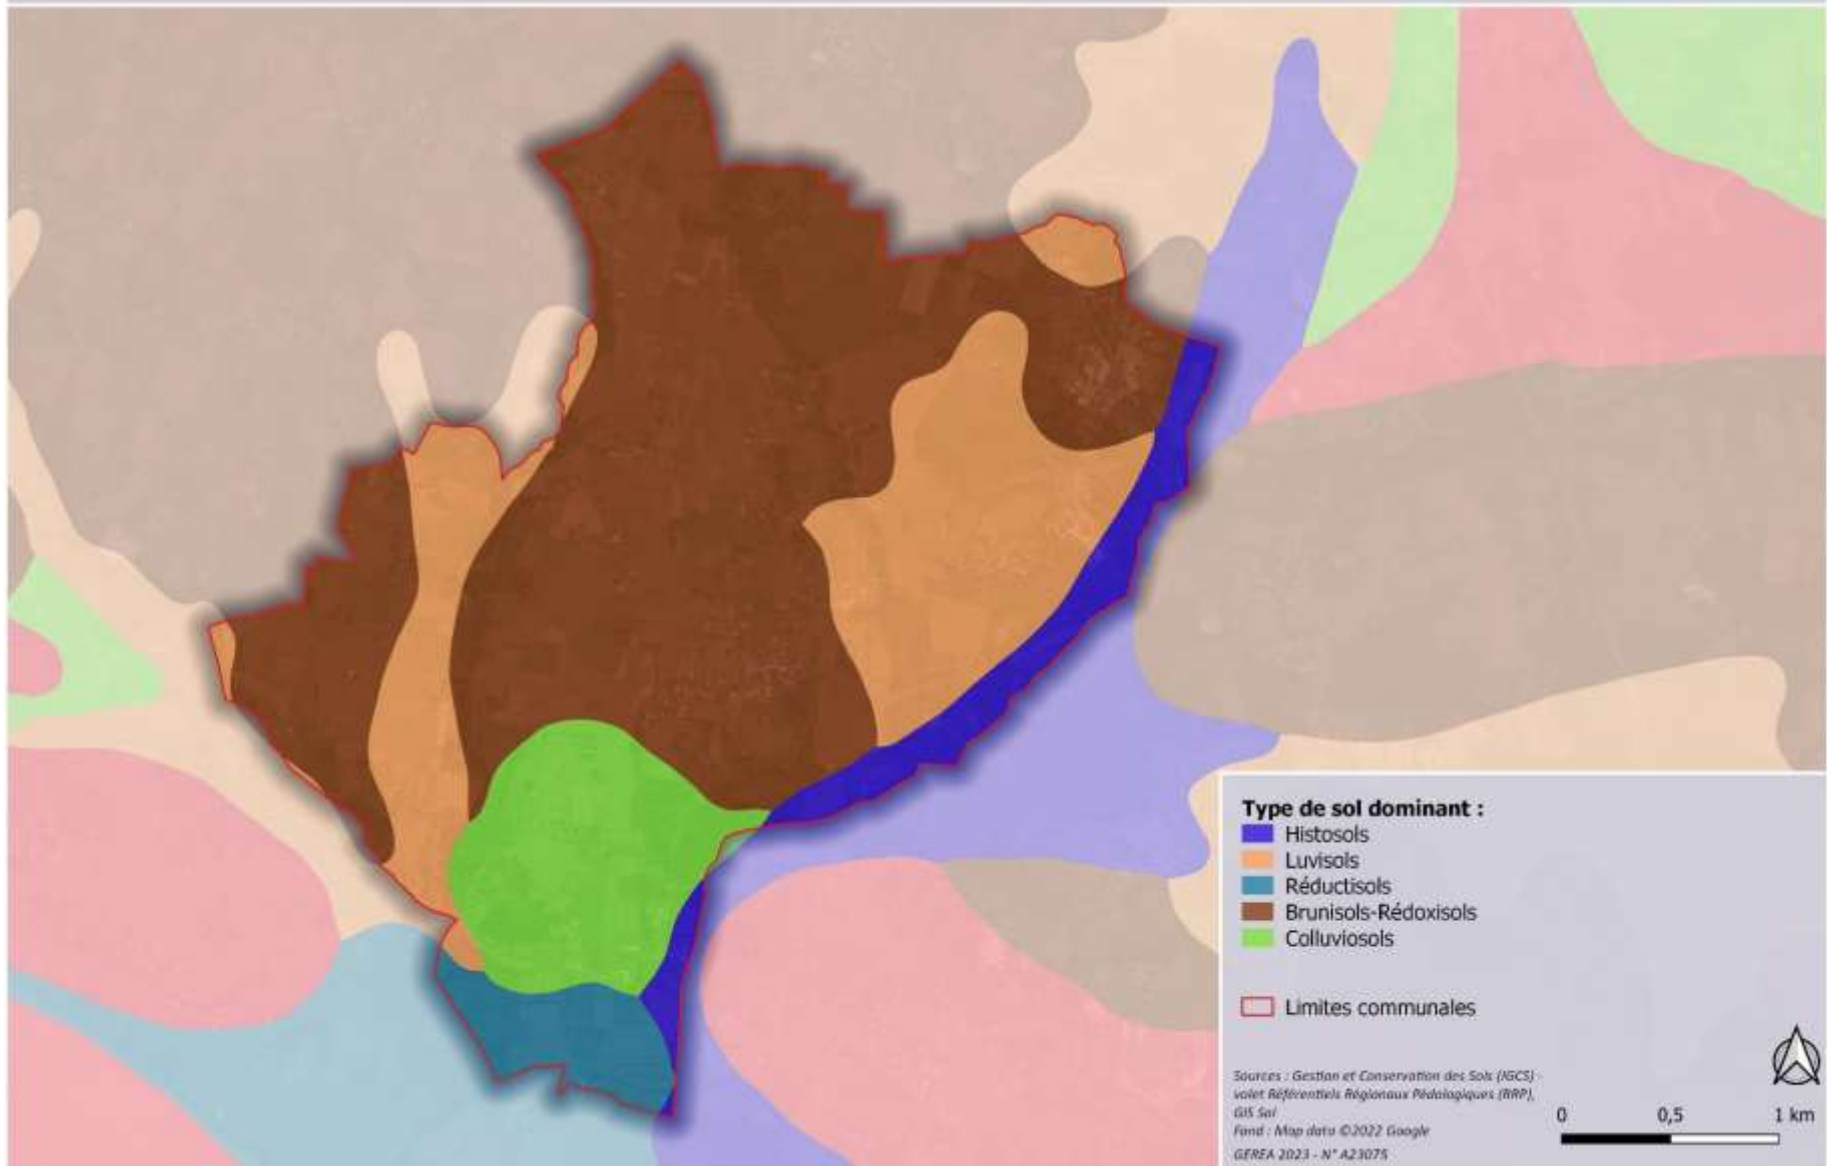 Type de sol dominant :
Histosols
Luvisols
Réductisols
Brunisols-Rédoxisols
Colluviosols
Limites communales
Sources : Gestion et Conservation des Sols (IGCS) -
volet Référentiels Régionaux Pédologiques (RRP),
GIS Sol
Fond : Map data ©2022 Google
GEREA 2023 - N° A23075
0 0,5 1 km